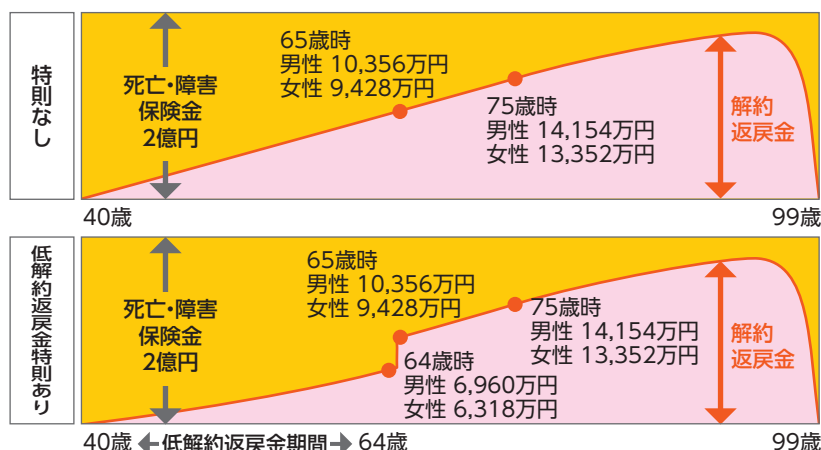 特則なし
死亡・障害
保険金
2億円
65歳時
男性 10,356万円
女性 9,428万円
75歳時
男性 14,154万円
女性 13,352万円
解約
返戻金
40歳
99歳
低解約返戻金特則あり
死亡・障害
保険金
2億円
65歳時
男性 10,356万円
女性 9,428万円
64歳時
男性 6,960万円
女性 6,318万円
75歳時
男性 14,154万円
女性 13,352万円
解約
返戻金
40歳 ←低解約返戻金期間→ 64歳
99歳